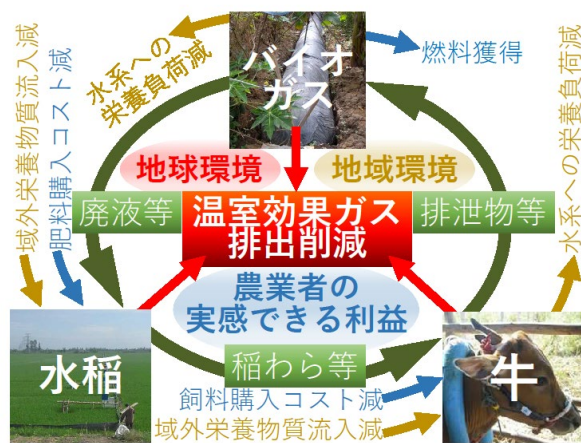 水系への
栄養負荷減
バイオ
ガス
燃料獲得
域外栄養物質流入減
肥料購入コスト減
水系への栄養負荷減
地球環境
地域環境
廃液等
温室効果ガス
排出削減
排泄物等
農業者の
実感できる利益
水稲
稲わら等
牛
飼料購入コスト減
域外栄養物質流入減